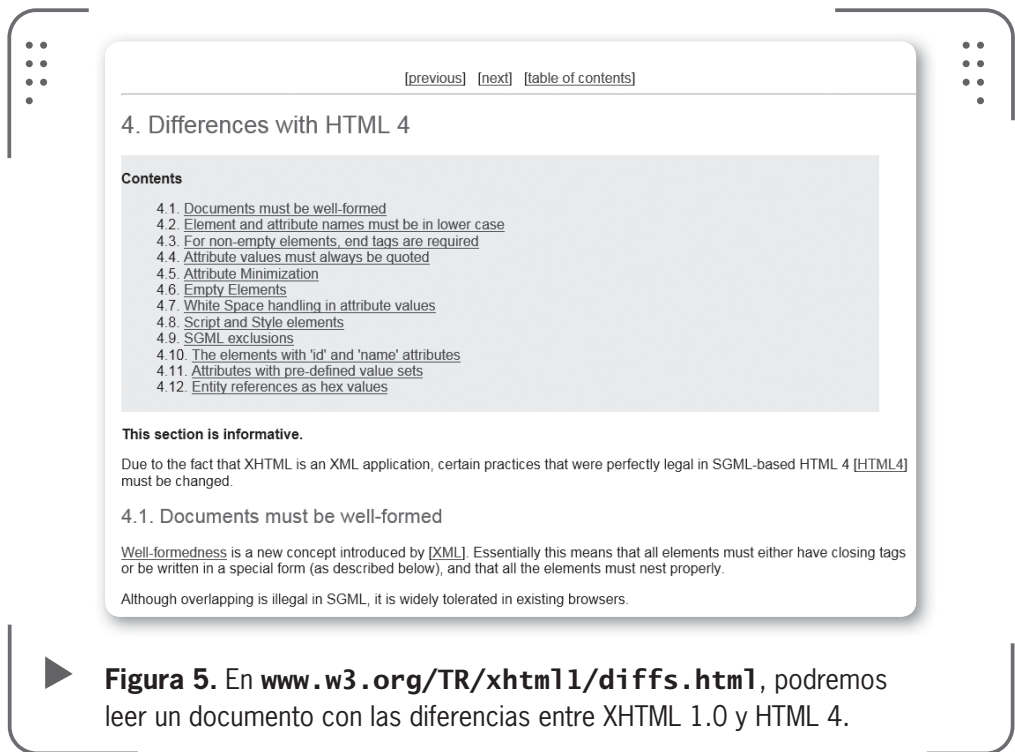 [previous] [next] [table of contents]
4. Differences with HTML 4
Contents
4.1. Documents must be well-formed
4.2. Element and attribute names must be in lower case
4.3. For non-empty elements, end tags are required
4.4. Attribute values must always be quoted
4.5. Attribute Minimization
4.6. Empty Elements
4.7. White Space handling in attribute values
4.8. Script and Style elements
4.9. SGML exclusions
4.10. The elements with 'id' and 'name' attributes
4.11. Attributes with pre-defined value sets
4.12. Entity references as hex values
This section is informative.
Due to the fact that XHTML is an XML application, certain practices that were perfectly legal in SGML-based HTML 4 [HTML4]
must be changed.
4.1. Documents must be well-formed
Well-formedness is a new concept introduced by [XML]. Essentially this means that all elements must either have closing tags
or be written in a special form (as described below), and that all the elements must nest properly.
Although overlapping is illegal in SGML, it is widely tolerated in existing browsers.
Figura 5. En www.w3.org/TR/xhtml1/diffs.html, podremos
leer un documento con las diferencias entre XHTML 1.0 y HTML 4.